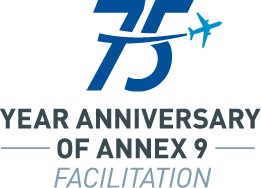 75
YEAR ANNIVERSARY
OF ANNEX 9
FACILITATION